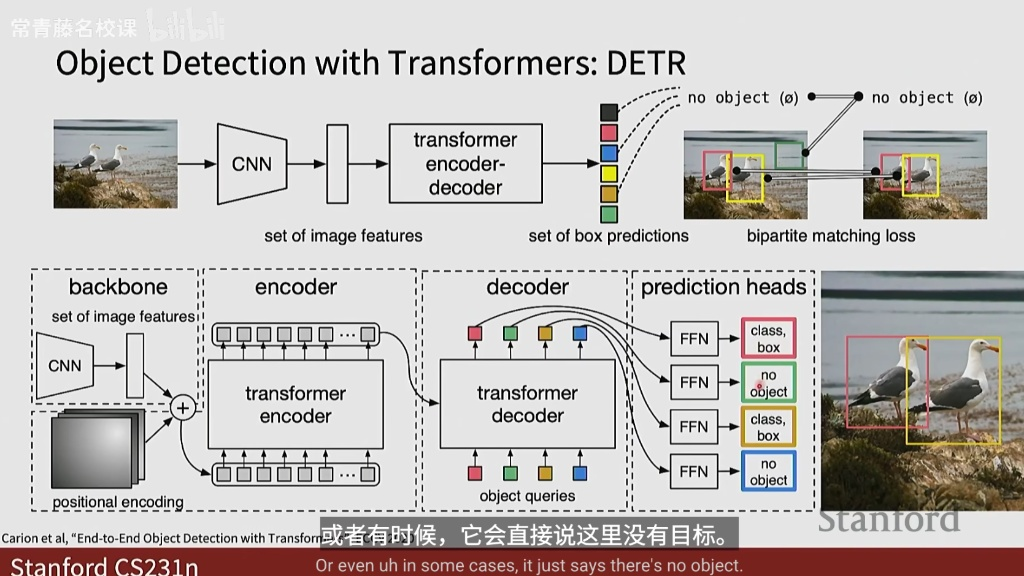 常青藤名校课 bilibili
Object Detection with Transformers: DETR
no object (ø)
no object (ø)
CNN
transformer
encoder-
decoder
set of image features
set of box predictions
bipartite matching loss
backbone
encoder
decoder
prediction heads
set of image features
CNN
transformer
encoder
transformer
decoder
FFN
class,
box
FFN
no
object
FFN
class,
box
FFN
no
object
positional encoding
object queries
Stanford
Carion et al, “End-to-End Object Detection with
或者有时候，它会直接说这里没有目标。
Stanford CS231n
Or even uh in some cases, it just says there's no object.